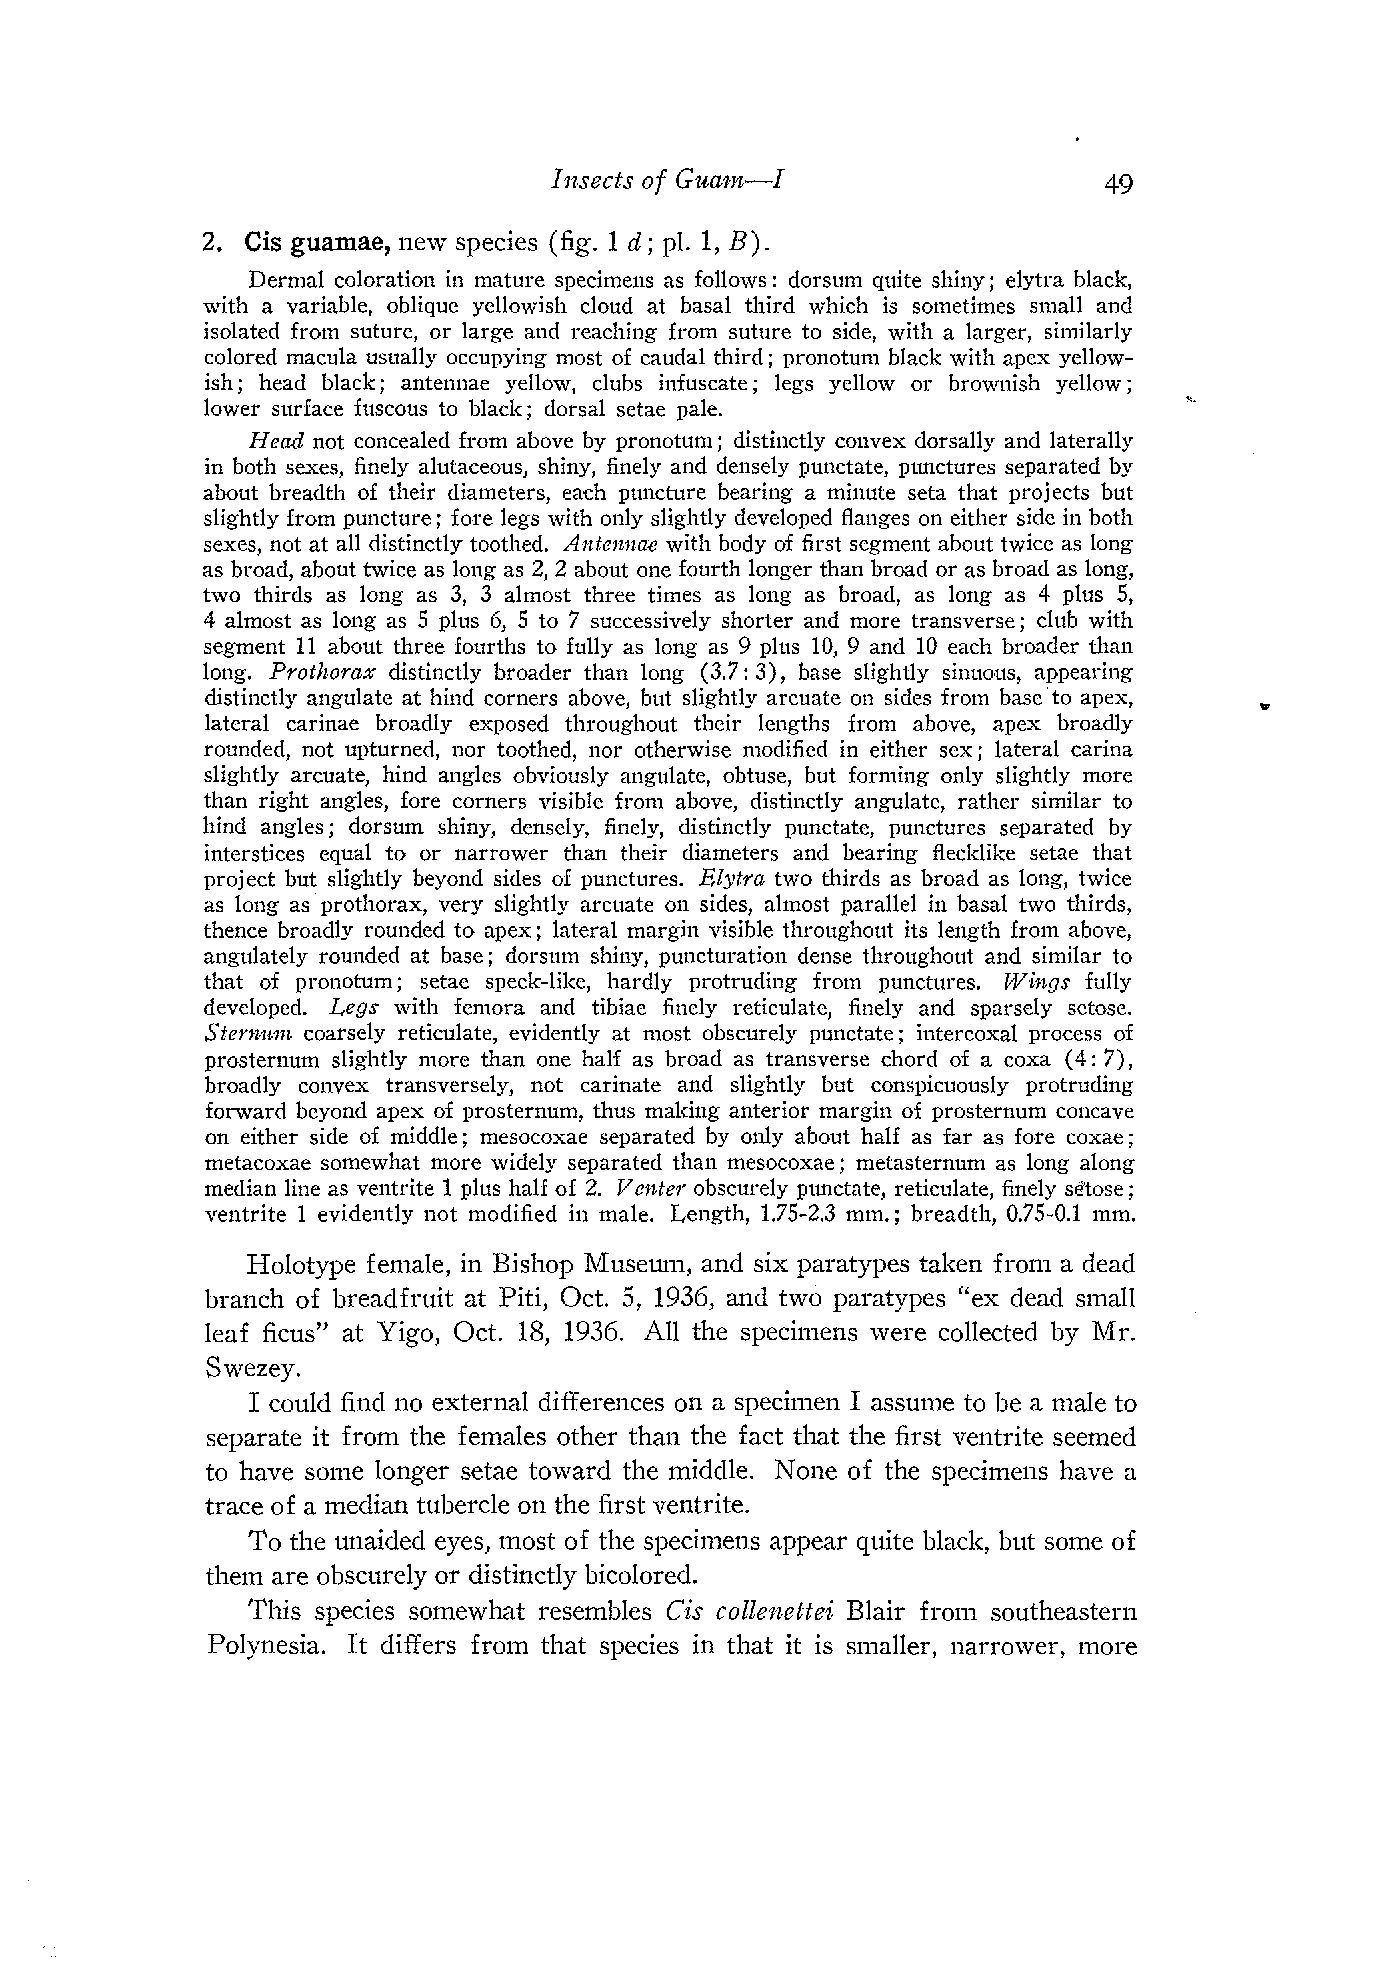 Insects of Guam—I 49
2. Cis guamae, new species (fig. 1 d; pl. 1, B).
Dermal coloration in mature specimens as follows: dorsum quite shiny; elytra black,
with a variable, oblique yellowish cloud at basal third which is sometimes small and
isolated from suture, or large and reaching from suture to side, with a larger, similarly
colored macula usually occupying most of caudal third; pronotum black with apex yellow-
ish; head black; antennae yellow, clubs infuscate; legs yellow or brownish yellow;
lower surface fuscous to black; dorsal setae pale.
Head not concealed from above by pronotum; distinctly convex dorsally and laterally
in both sexes, finely alutaceous, shiny, finely and densely punctate, punctures separated by
about breadth of their diameters, each puncture bearing a minute seta that projects but
slightly from puncture; fore legs with only slightly developed flanges on either side in both
sexes, not at all distinctly toothed. Antennae with body of first segment about twice as long
as broad, about twice as long as 2, 2 about one fourth longer than broad or as broad as long,
two thirds as long as 3, 3 almost three times as long as broad, as long as 4 plus 5,
4 almost as long as 5 plus 6, 5 to 7 successively shorter and more transverse; club with
segment 11 about three fourths to fully as long as 9 plus 10, 9 and 10 each broader than
long. Prothorax distinctly broader than long (3.7: 3), base slightly sinuous, appearing
distinctly angulate at hind corners above, but slightly arcuate on sides from base to apex,
lateral carinae broadly exposed throughout their lengths from above, apex broadly
rounded, not upturned, nor toothed, nor otherwise modified in either sex; lateral carina
slightly arcuate, hind angles obviously angulate, obtuse, but forming only slightly more
than right angles, fore corners visible from above, distinctly angulate, rather similar to
hind angles; dorsum shiny, densely, finely, distinctly punctate, punctures separated by
interstices equal to or narrower than their diameters and bearing flecklike setae that
project but slightly beyond sides of punctures. Elytra two thirds as broad as long, twice
as long as prothorax, very slightly arcuate on sides, almost parallel in basal two thirds,
thence broadly rounded to apex; lateral margin visible throughout its length from above,
angulately rounded at base; dorsum shiny, puncturation dense throughout and similar to
that of pronotum; setae speck-like, hardly protruding from punctures. Wings fully
developed. Legs with femora and tibiae finely reticulate, finely and sparsely setose.
Sternum coarsely reticulate, evidently at most obscurely punctate; intercoxal process of
prosternum slightly more than one half as broad as transverse chord of a coxa (4: 7),
broadly convex transversely, not carinate and slightly but conspicuously protruding
forward beyond apex of prosternum, thus making anterior margin of prosternum concave
on either side of middle; mesocoxae separated by only about half as far as fore coxae;
metacoxae somewhat more widely separated than mesocoxae; metasternum as long along
median line as ventrite 1 plus half of 2. Venter obscurely punctate, reticulate, finely setose;
ventrite 1 evidently not modified in male. Length, 1.75-2.3 mm.; breadth, 0.75-0.1 mm.
Holotype female, in Bishop Museum, and six paratypes taken from a dead
branch of breadfruit at Piti, Oct. 5, 1936, and two paratypes "ex dead small
leaf ficus" at Yigo, Oct. 18, 1936. All the specimens were collected by Mr.
Swezey.
I could find no external differences on a specimen I assume to be a male to
separate it from the females other than the fact that the first ventrite seemed
to have some longer setae toward the middle. None of the specimens have a
trace of a median tubercle on the first ventrite.
To the unaided eyes, most of the specimens appear quite black, but some of
them are obscurely or distinctly bicolored.
This species somewhat resembles Cis collenettei Blair from southeastern
Polynesia. It differs from that species in that it is smaller, narrower, more